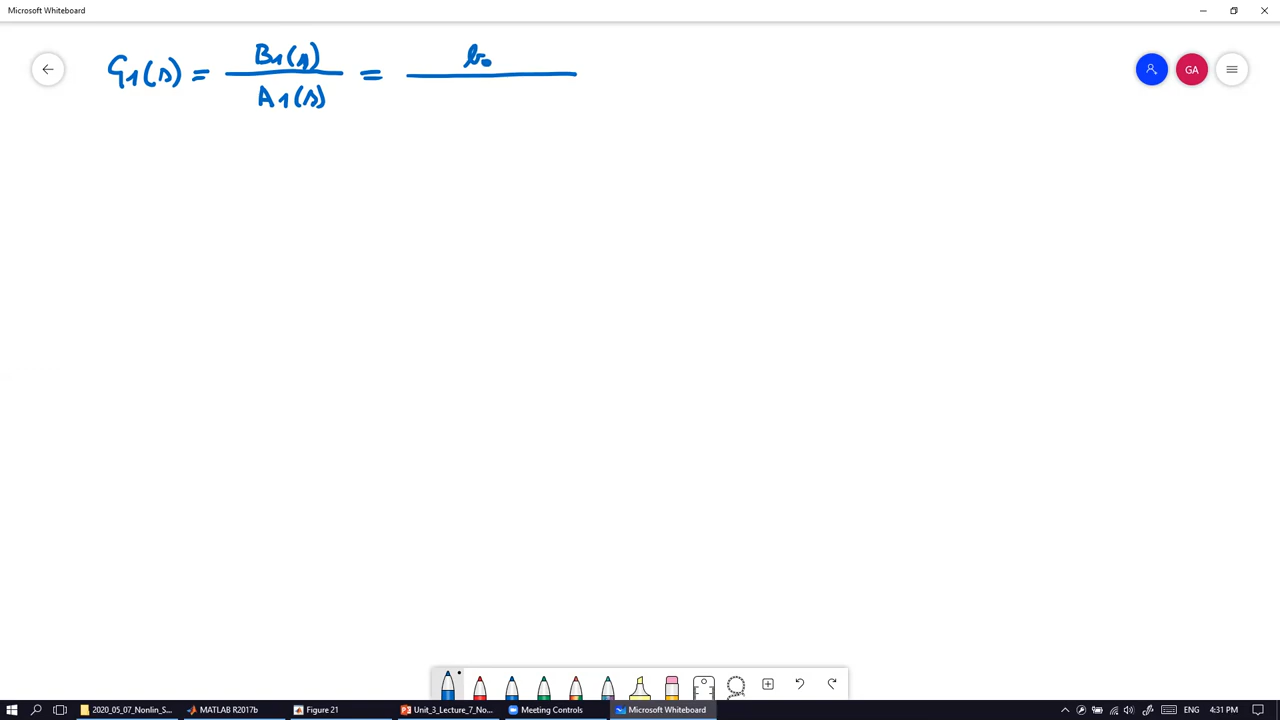 Microsoft Whiteboard
G1(s) = B1(s) / A1(s) = b0
GA
2020_05_07_Nonlin_S...
MATLAB R2017b
Figure 21
Unit_3_Lecture_7_No...
Meeting Controls
Microsoft Whiteboard
ENG
4:31 PM